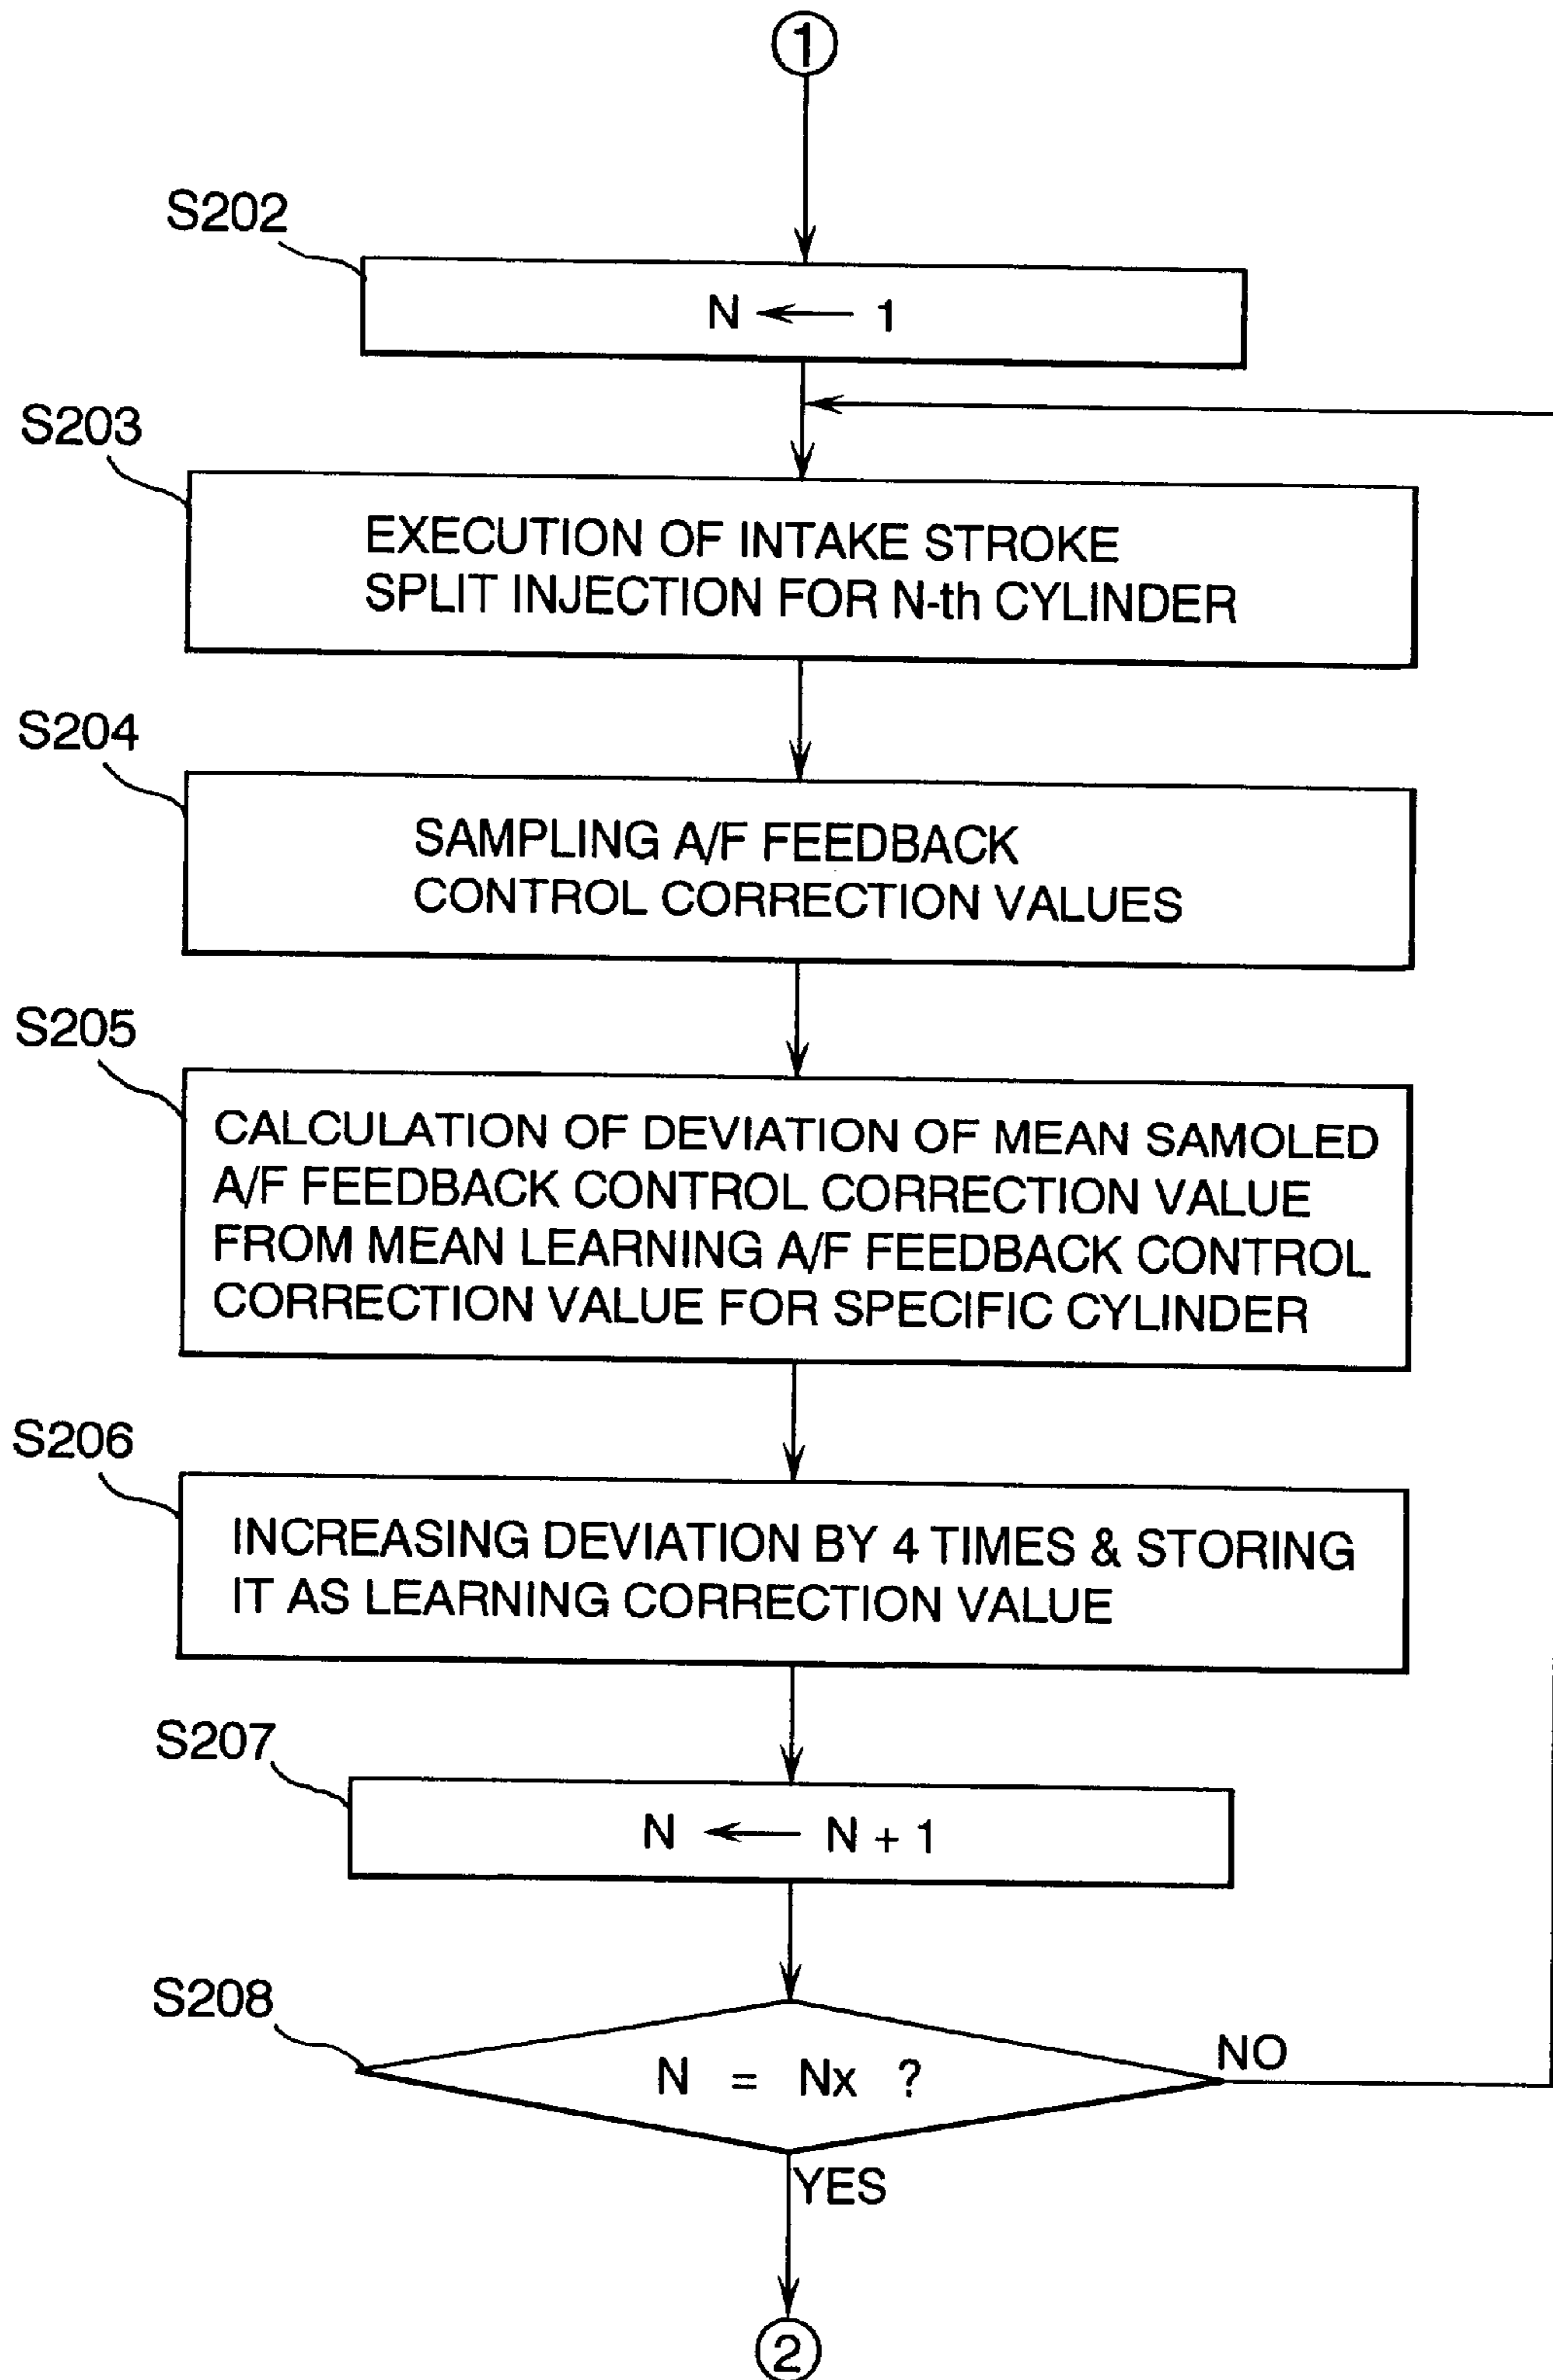 1
S202
N ← 1
S203
EXECUTION OF INTAKE STROKE
SPLIT INJECTION FOR N-th CYLINDER
S204
SAMPLING A/F FEEDBACK
CONTROL CORRECTION VALUES
S205
CALCULATION OF DEVIATION OF MEAN SAMOLED
A/F FEEDBACK CONTROL CORRECTION VALUE
FROM MEAN LEARNING A/F FEEDBACK CONTROL
CORRECTION VALUE FOR SPECIFIC CYLINDER
S206
INCREASING DEVIATION BY 4 TIMES & STORING
IT AS LEARNING CORRECTION VALUE
S207
N ← N + 1
S208
N = Nx ?
NO
YES
2